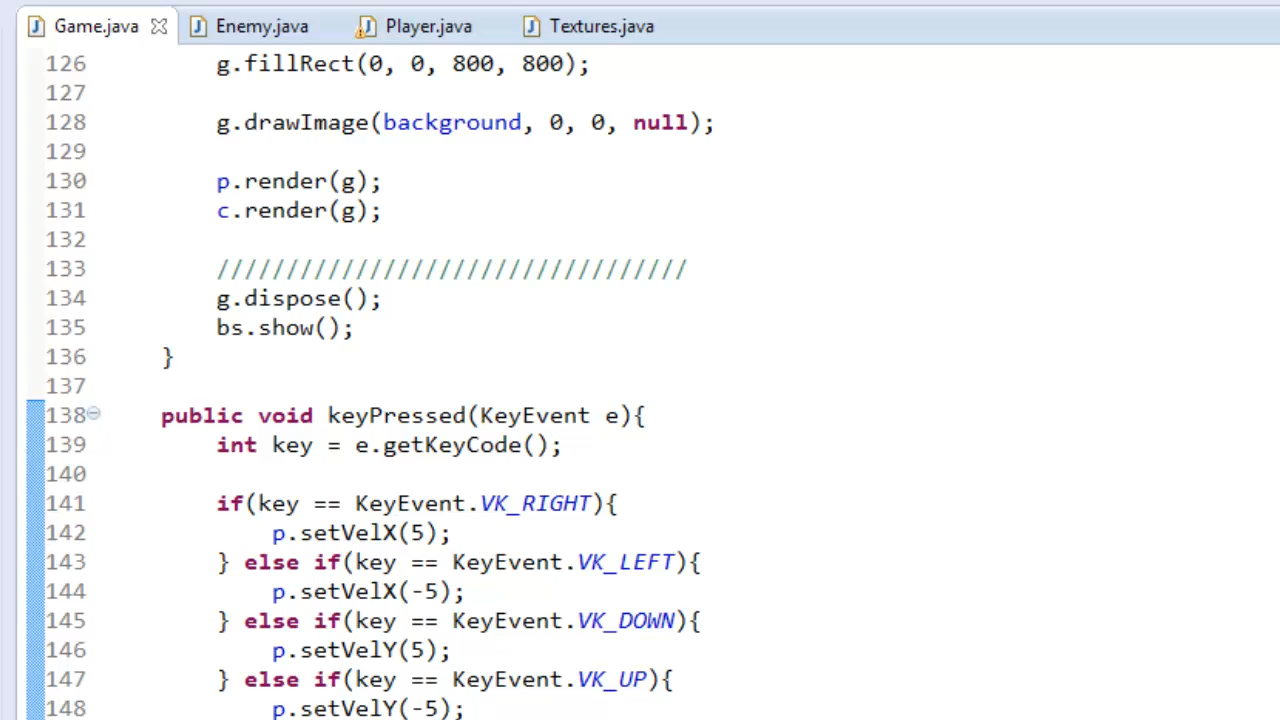 Game.java Enemy.java Player.java Textures.java
126 g.fillRect(0, 0, 800, 800);
127
128 g.drawImage(background, 0, 0, null);
129
130 p.render(g);
131 c.render(g);
132
133 //////////////////////////////////
134 g.dispose();
135 bs.show();
136 }
137
138 public void keyPressed(KeyEvent e){
139 int key = e.getKeyCode();
140
141 if(key == KeyEvent.VK_RIGHT){
142 p.setVelX(5);
143 } else if(key == KeyEvent.VK_LEFT){
144 p.setVelX(-5);
145 } else if(key == KeyEvent.VK_DOWN){
146 p.setVelY(5);
147 } else if(key == KeyEvent.VK_UP){
148 p.setVelY(-5);